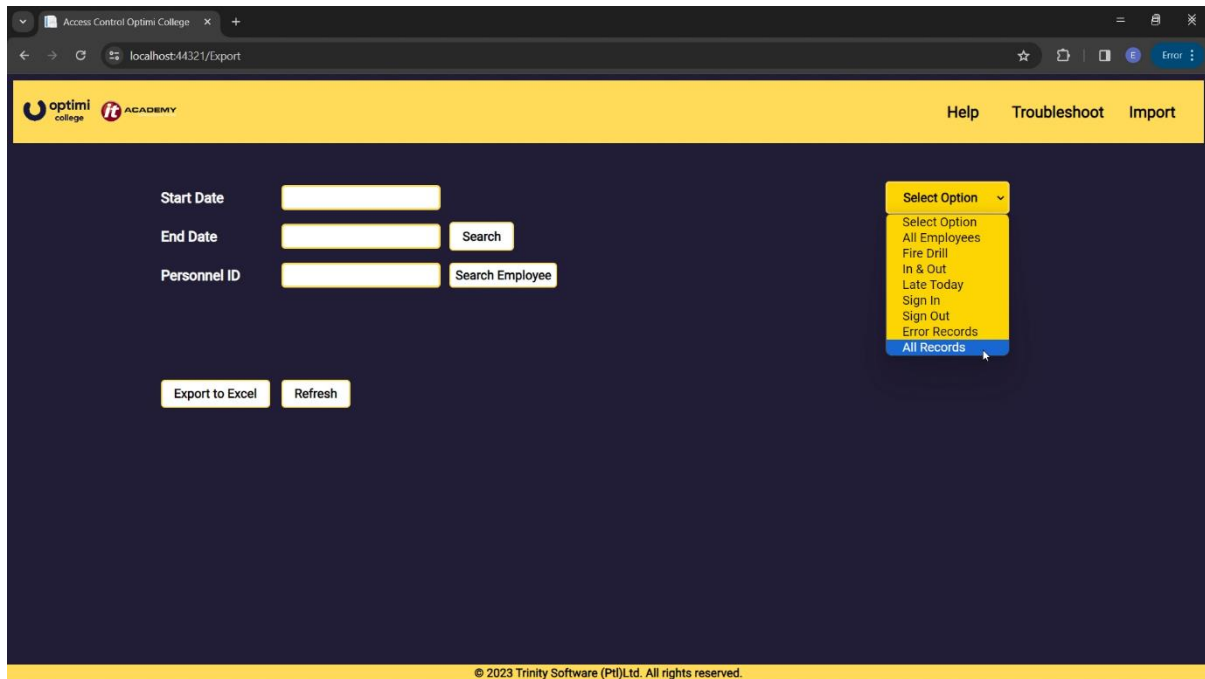 Access Control Optimi College
localhost:44321/Export
E
Error
optimi
college
it ACADEMY
Help Troubleshoot Import
Start Date
End Date Search
Personnel ID Search Employee
Select Option
Select Option
All Employees
Fire Drill
In & Out
Late Today
Sign In
Sign Out
Error Records
All Records
Export to Excel Refresh
© 2023 Trinity Software (Ptl)Ltd. All rights reserved.